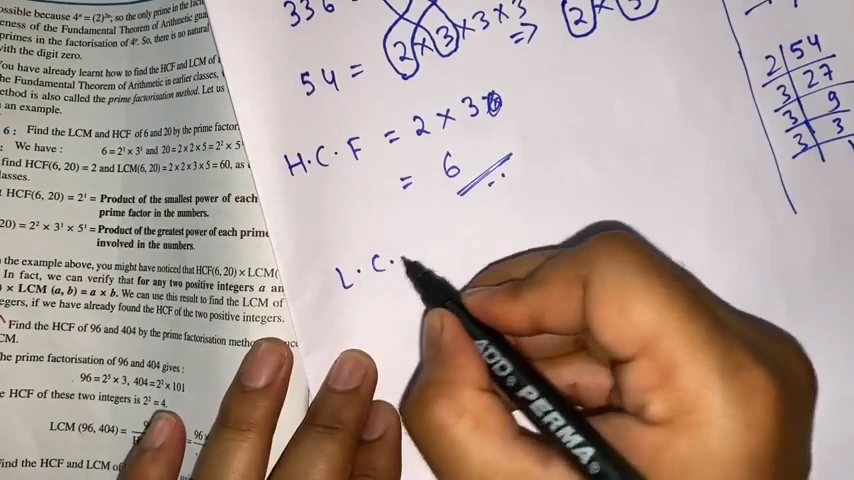 ossible because 4ⁿ = (2)²ⁿ; so the only prime in the fact
eness of the Fundamental Theorem of Arithmetic gua
primes in the factorisation of 4ⁿ. So, there is no natural
with the digit zero.
You have already learnt how to find the HCF and LCM of
he Fundamental Theorem of Arithmetic in earlier classes,
ethod is also called the prime factorisation method. Let us
an example.
6 : Find the LCM and HCF of 6 and 20 by the prime factor
: We have : 6 = 2¹ × 3¹ and 20 = 2 × 2 × 5 = 2² × 5¹
find HCF(6, 20) = 2 and LCM(6, 20) = 2 × 2 × 3 × 5 = 60, as
lasses.
t HCF(6, 20) = 2¹ = Product of the smallest power of each
prime factor in the numbers.
20) = 2² × 3¹ × 5¹ = Product of the greatest power of each prime
involved in the numbers.
the example above, you might have noticed that HCF(6, 20) × LCM(
In fact, we can verify that for any two positive integers a an
) × LCM (a, b) = a × b. We can use this result to find the LCM of
egers, if we have already found the HCF of the two positive integers.
Find the HCF of 96 and 404 by the prime factorisation metho
CM.
he prime factorisation of 96 and 404 gives :
96 = 2⁵ × 3, 404 = 2² × 101
e HCF of these two integers is 2² = 4.
LCM (96, 404) = 96 ×
Find the HCF and LCM of
336
54 = 2 × 3 × 3 × 3 => 2 × 3
H.C.F = 2 × 3
= 6
L.C.
2 | 54
3 | 27
3 | 9
3 | 3
ADD PERMA